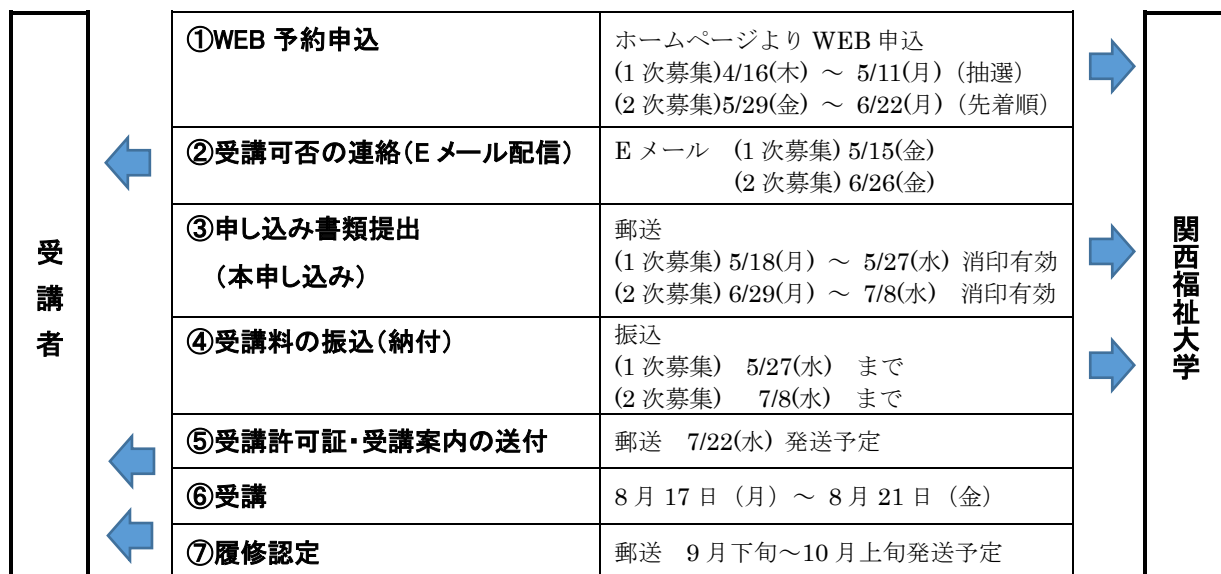 受講者
①WEB 予約申込
ホームページより WEB 申込
(1 次募集)4/16(木) ～ 5/11(月)（抽選）
(2 次募集)5/29(金) ～ 6/22(月)（先着順）
②受講可否の連絡（E メール配信）
E メール (1 次募集) 5/15(金)
(2 次募集) 6/26(金)
③申し込み書類提出
（本申し込み）
郵送
(1 次募集) 5/18(月) ～ 5/27(水) 消印有効
(2 次募集) 6/29(月) ～ 7/8(水) 消印有効
④受講料の振込（納付）
振込
(1 次募集) 5/27(水) まで
(2 次募集) 7/8(水) まで
⑤受講許可証・受講案内の送付
郵送 7/22(水) 発送予定
⑥受講
8 月 17 日（月）～ 8 月 21 日（金）
⑦履修認定
郵送 9 月下旬～10 月上旬発送予定
関西福祉大学